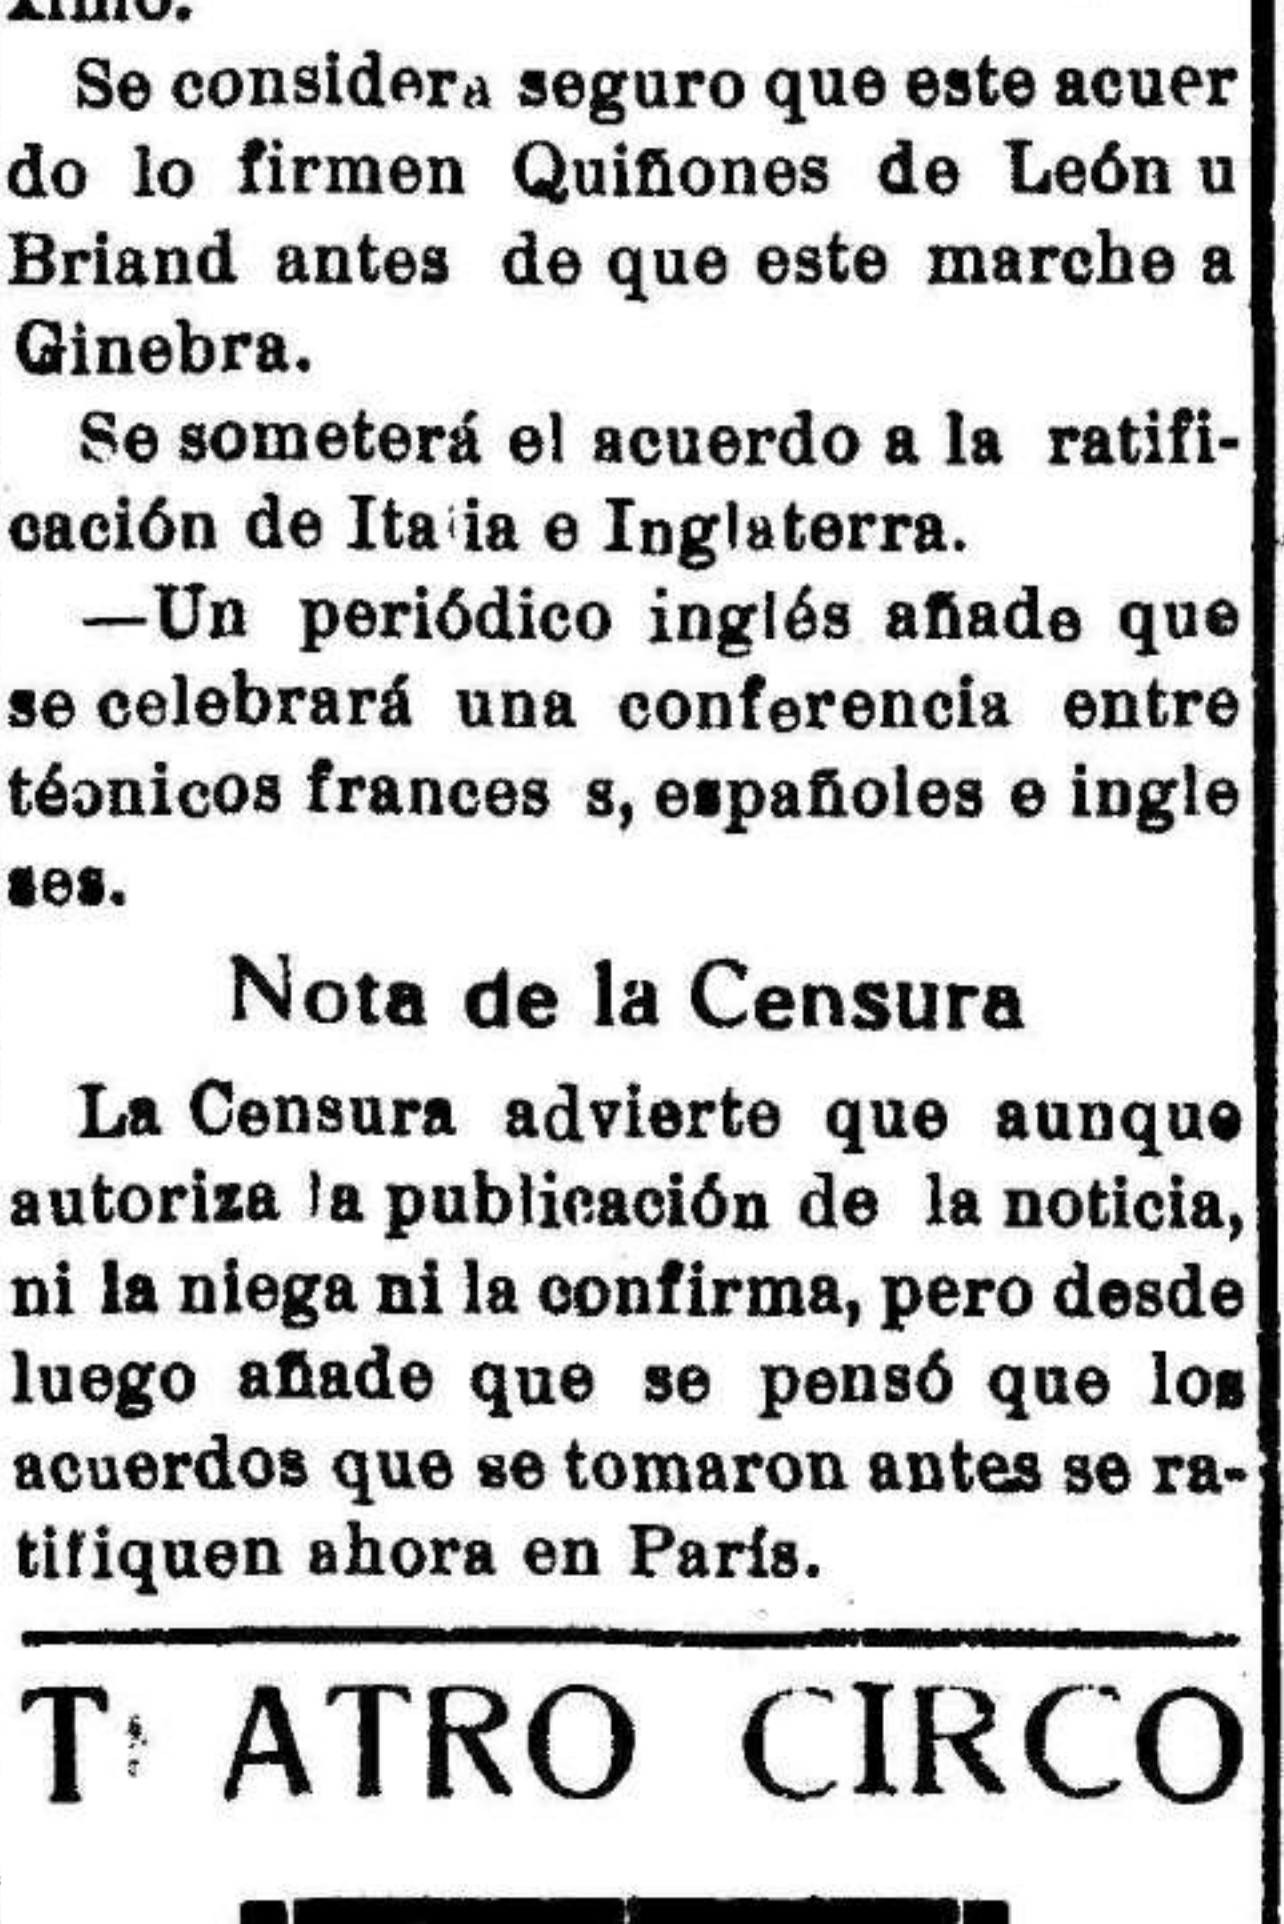 Se considera seguro que este acuer
do lo firmen Quiñones de León u
Briand antes de que este marche a
Ginebra.
Se someterá el acuerdo a la ratifi-
cación de Italia e Inglaterra.
—Un periódico inglés añade que
se celebrará una conferencia entre
técnicos frances s, españoles e ingle
ses.
Nota de la Censura
La Censura advierte que aunque
autoriza la publicación de la noticia,
ni la niega ni la confirma, pero desde
luego añade que se pensó que los
acuerdos que se tomaron antes se ra-
tifiquen ahora en París.
T ATRO CIRCO